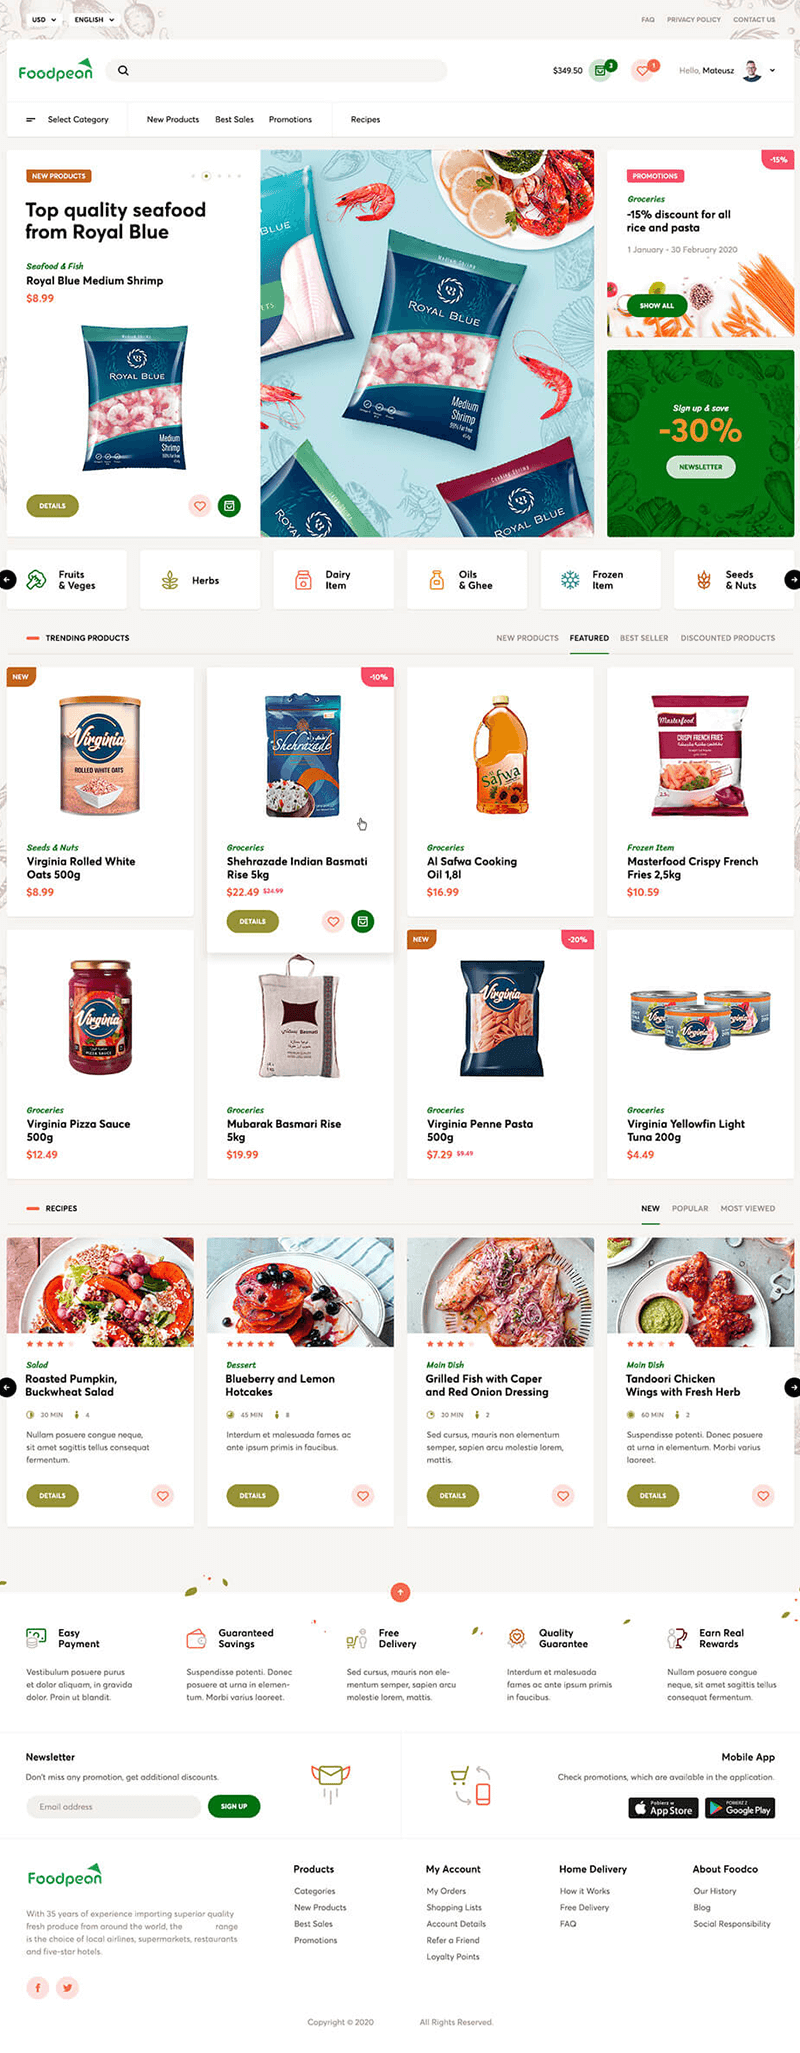 USD
ENGLISH
FAQ
PRIVACY POLICY
CONTACT US
Foodpeon
$349.50
3
1
Hello, Mateusz
Select Category
New Products
Best Sales
Promotions
Recipes
NEW PRODUCTS
Top quality seafood
from Royal Blue
Seafood & Fish
Royal Blue Medium Shrimp
$8.99
Medium Shrimp
ROYAL BLUE
Medium
Shrimp
DETAILS
BLUE
Medium Shrimp
ROYAL BLUE
Medium
Shrimp
99% Fat free
Cooking Shrimp
ROYAL BLUE
ROYAL BLUE
-15%
PROMOTIONS
Groceries
-15% discount for all
rice and pasta
1 January - 30 February 2020
SHOW ALL
Sign up & save
-30%
NEWSLETTER
Fruits
& Veges
Herbs
Dairy
Item
Oils
& Ghee
Frozen
Item
Seeds
& Nuts
TRENDING PRODUCTS
NEW PRODUCTS
FEATURED
BEST SELLER
DISCOUNTED PRODUCTS
NEW
Virginia
ROLLED WHITE OATS
Seeds & Nuts
Virginia Rolled White
Oats 500g
$8.99
-10%
Shehrazade
Groceries
Shehrazade Indian Basmati
Rise 5kg
$22.49 $24.99
DETAILS
Safwa
Groceries
Al Safwa Cooking
Oil 1,8l
$16.99
Masterfood
CRISPY FRENCH FRIES
Frozen Item
Masterfood Crispy French
Fries 2,5kg
$10.59
Virginia
PIZZA SAUCE
Groceries
Virginia Pizza Sauce
500g
$12.49
Basmati
Groceries
Mubarak Basmari Rise
5kg
$19.99
NEW
-20%
Virginia
Groceries
Virginia Penne Pasta
500g
$7.29 $9.49
Virginia
Groceries
Virginia Yellowfin Light
Tuna 200g
$4.49
RECIPES
NEW
POPULAR
MOST VIEWED
Salad
Roasted Pumpkin,
Buckwheat Salad
30 MIN
4
Nullam posuere congue neque,
sit amet sagittis tellus consequat
fermentum.
DETAILS
Dessert
Blueberry and Lemon
Hotcakes
45 MIN
8
Interdum et malesuada fames ac
ante ipsum primis in faucibus.
DETAILS
Main Dish
Grilled Fish with Caper
and Red Onion Dressing
30 MIN
2
Sed cursus, mauris non elementum
semper, sapien arcu molestie lorem,
mattis.
DETAILS
Main Dish
Tandoori Chicken
Wings with Fresh Herb
60 MIN
2
Suspendisse potenti. Donec posuere
at urna in elementum. Morbi varius
laoreet.
DETAILS
Easy
Payment
Vestibulum posuere purus
et dolor aliquam, in gravida
dolor. Proin ut blandit.
Guaranteed
Savings
Suspendisse potenti. Donec
posuere at urna in elemen-
tum. Morbi varius laoreet.
Free
Delivery
Sed cursus, mauris non ele-
mentum semper, sapien arcu
molestie lorem, mattis.
Quality
Guarantee
Interdum et malesuada
fames ac ante ipsum primis
in faucibus.
Earn Real
Rewards
Nullam posuere congue
neque, sit amet sagittis tellus
consequat fermentum.
Newsletter
Don't miss any promotion, get additional discounts.
Email address
SIGN UP
Mobile App
Check promotions, which are available in the application.
Pobierz w
App Store
POBIERZ Z
Google Play
Foodpeon
With 35 years of experience importing superior quality
fresh produce from around the world, the range
is the choice of local airlines, supermarkets, restaurants
and five-star hotels.
Products
Categories
New Products
Best Sales
Promotions
My Account
My Orders
Shopping Lists
Account Details
Refer a Friend
Loyalty Points
Home Delivery
How it Works
Free Delivery
FAQ
About Foodco
Our History
Blog
Social Responsibility
Copyright © 2020 All Rights Reserved.